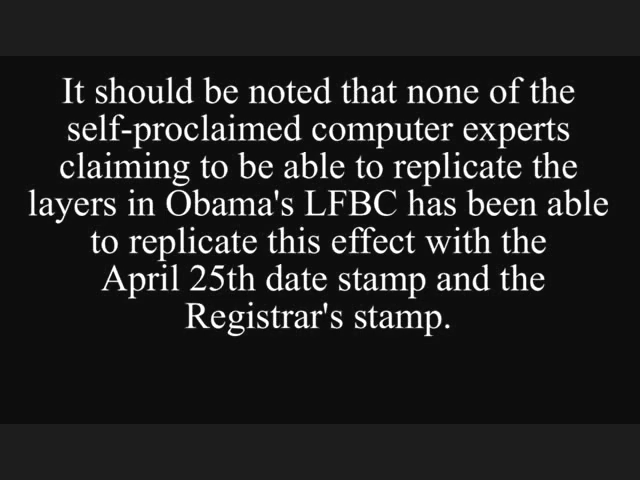 It should be noted that none of the
self-proclaimed computer experts
claiming to be able to replicate the
layers in Obama's LFBC has been able
to replicate this effect with the
April 25th date stamp and the
Registrar's stamp.